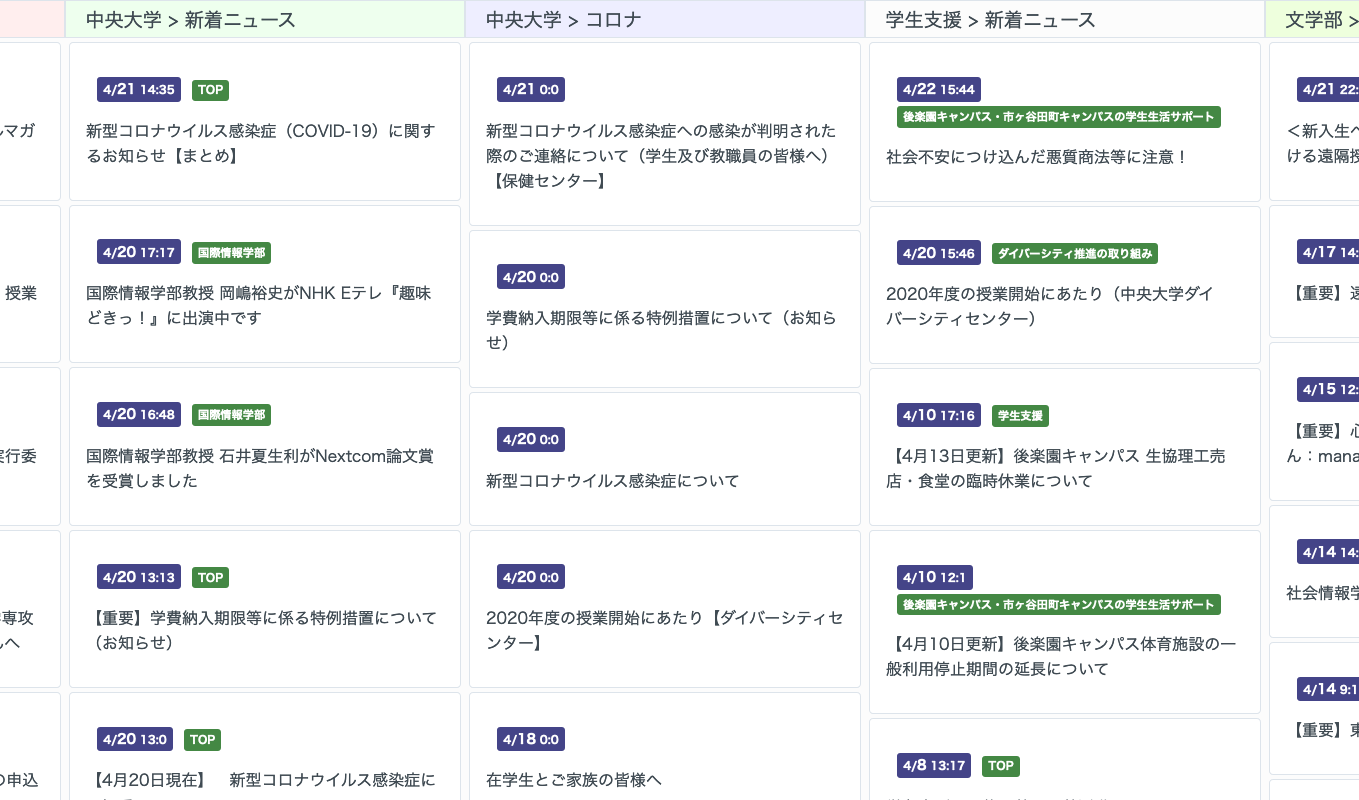 ルマガ
授業
実行委
専攻
んへ
の申込
中央大学 > 新着ニュース
4/21 14:35 TOP
新型コロナウイルス感染症（COVID-19）に関す
るお知らせ【まとめ】
4/20 17:17 国際情報学部
国際情報学部教授 岡嶋裕史がNHK Eテレ『趣味
どきっ！』に出演中です
4/20 16:48 国際情報学部
国際情報学部教授 石井夏生利がNextcom論文賞
を受賞しました
4/20 13:13 TOP
【重要】学費納入期限等に係る特例措置について
（お知らせ）
4/20 13:0 TOP
【4月20日現在】　新型コロナウイルス感染症に
中央大学 > コロナ
4/21 0:0
新型コロナウイルス感染症への感染が判明された
際のご連絡について（学生及び教職員の皆様へ）
【保健センター】
4/20 0:0
学費納入期限等に係る特例措置について（お知ら
せ）
4/20 0:0
新型コロナウイルス感染症について
4/20 0:0
2020年度の授業開始にあたり【ダイバーシティセ
ンター】
4/18 0:0
在学生とご家族の皆様へ
学生支援 > 新着ニュース
4/22 15:44
後楽園キャンパス・市ヶ谷田町キャンパスの学生生活サポート
社会不安につけ込んだ悪質商法等に注意！
4/20 15:46 ダイバーシティ推進の取り組み
2020年度の授業開始にあたり（中央大学ダイ
バーシティセンター）
4/10 17:16 学生支援
【4月13日更新】後楽園キャンパス 生協理工売
店・食堂の臨時休業について
4/10 12:1
後楽園キャンパス・市ヶ谷田町キャンパスの学生生活サポート
【4月10日更新】後楽園キャンパス体育施設の一
般利用停止期間の延長について
4/8 13:17 TOP
文学部 >
4/21 22:
＜新入生へ
ける遠隔授
4/17 14:
【重要】遠
4/15 12:
【重要】心
ん：mana
4/14 14:
社会情報学
4/14 9:1
【重要】東